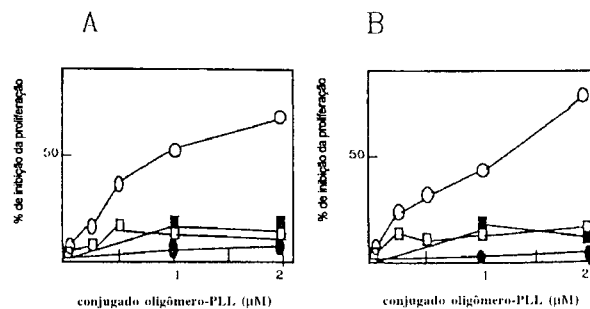 A
B
% de inibição da proliferação
50
1
2
conjugado oligômero-PLL (µM)
% de inibição da proliferação
50
1
2
conjugado oligômero-PLL (µM)